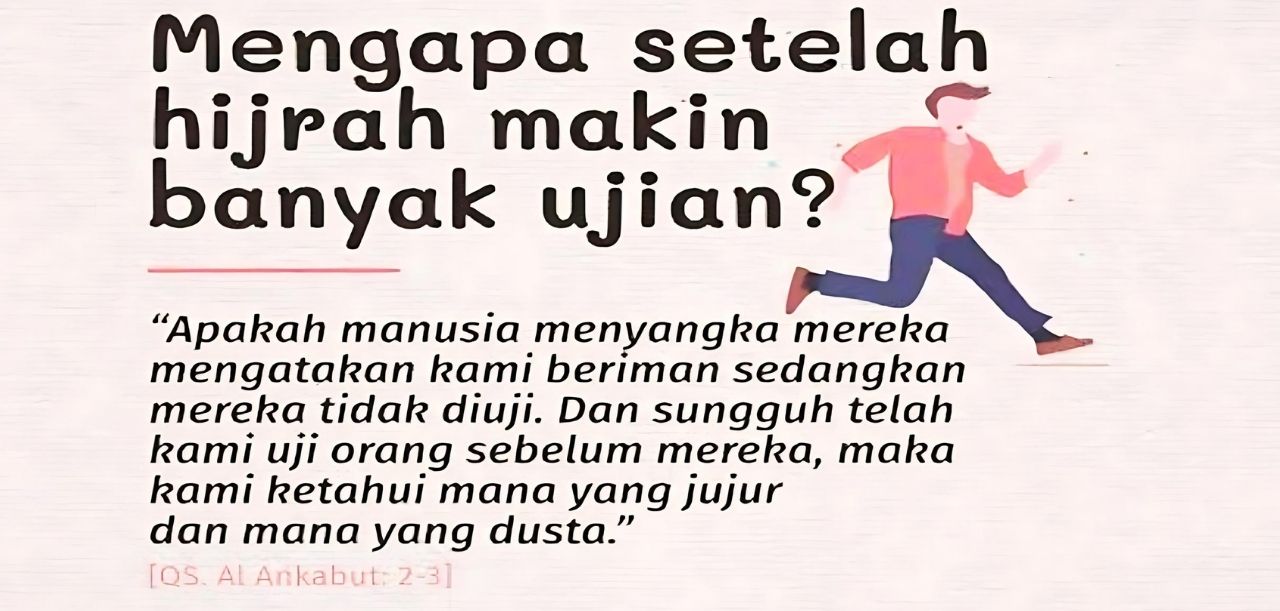 Mengapa setelah
hijrah makin
banyak ujian?
“Apakah manusia menyangka mereka
mengatakan kami beriman sedangkan
mereka tidak diuji. Dan sungguh telah
kami uji orang sebelum mereka, maka
kami ketahui mana yang jujur
dan mana yang dusta.”
[QS. Al Ankabut: 2-3]